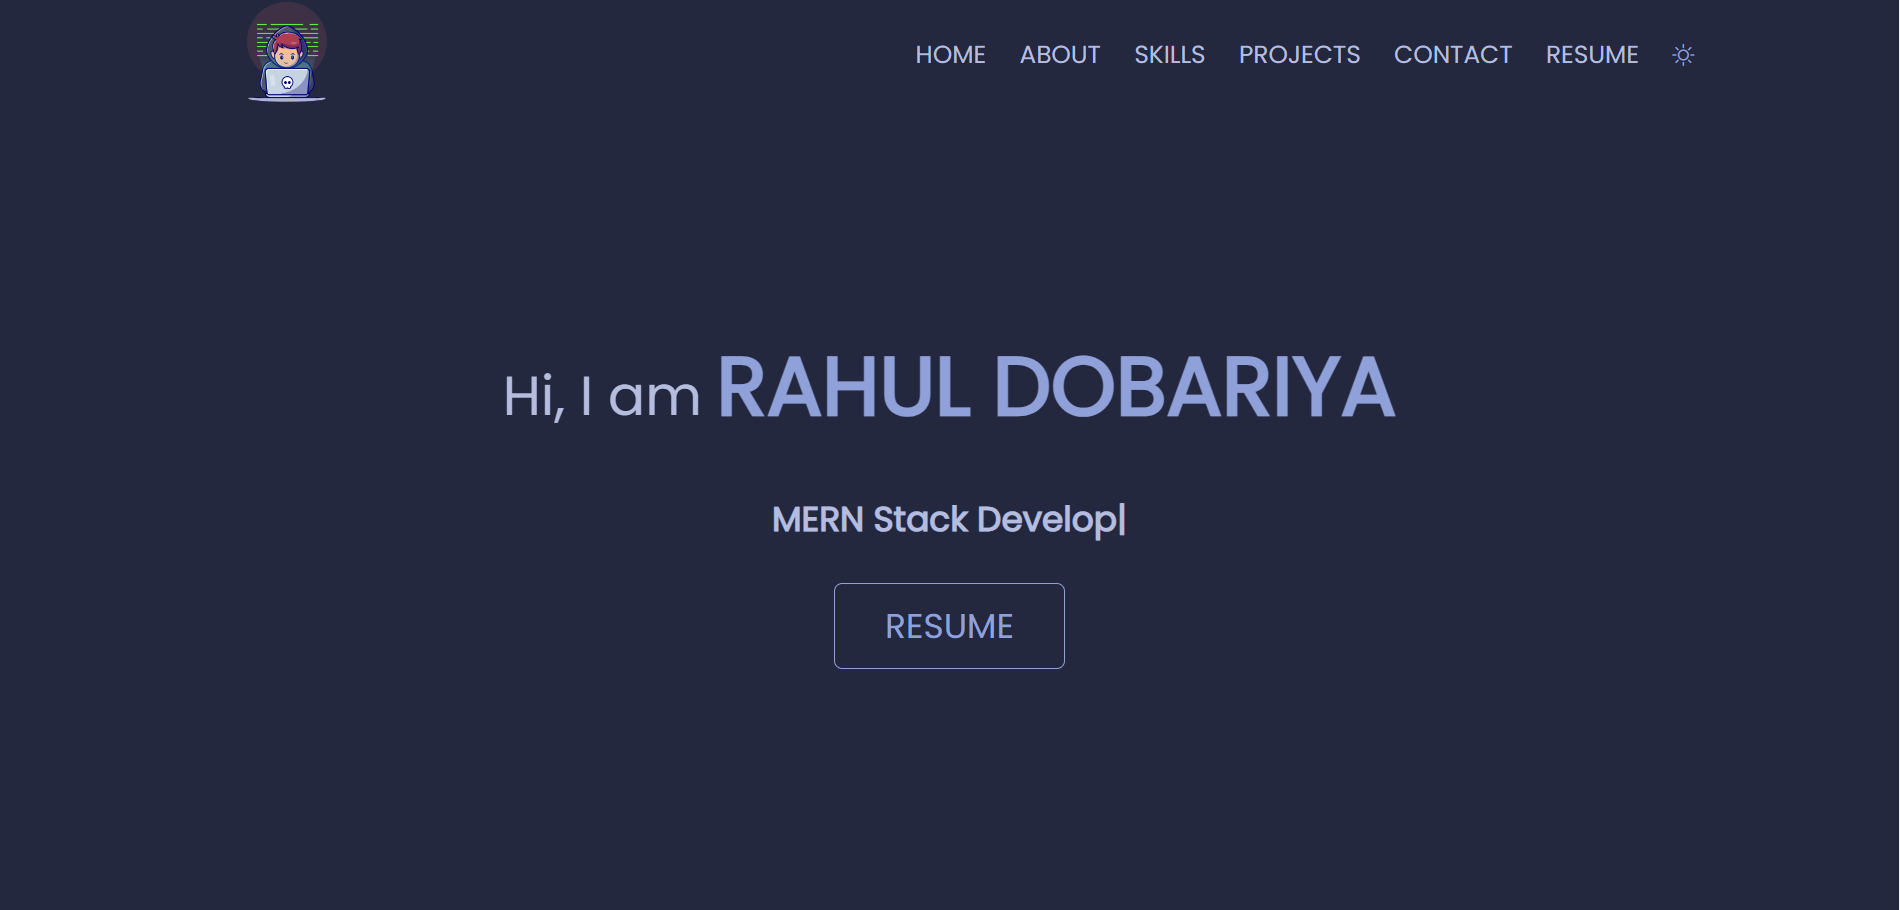 HOME ABOUT SKILLS PROJECTS CONTACT RESUME
Hi, I am RAHUL DOBARIYA
MERN Stack Develop|
RESUME